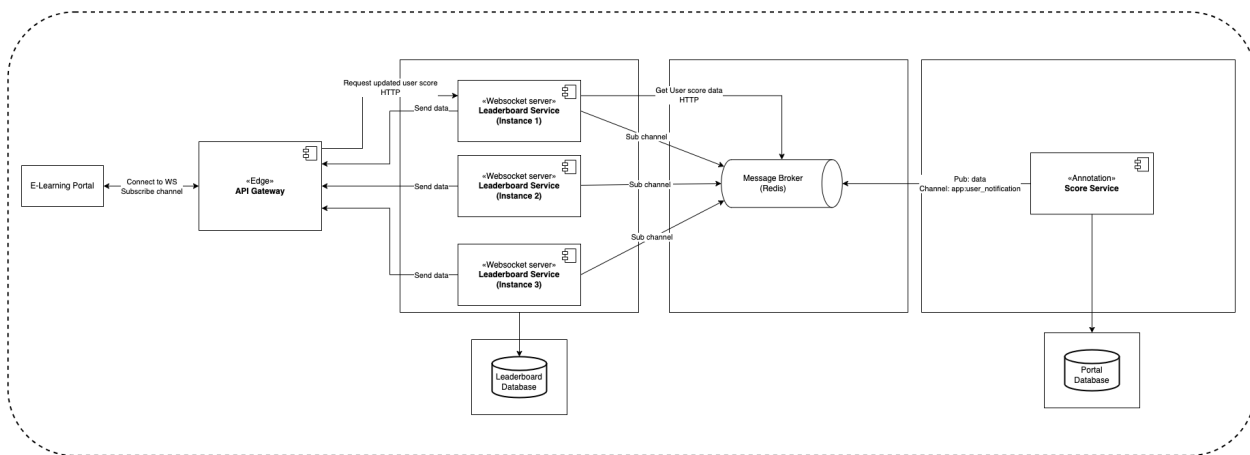 Request updated user score
HTTP
«Websocket server»
Leaderboard Service
(Instance 1)
Send data
Get User score data
HTTP
Sub channel
E-Learning Portal
Connect to WS
Subscribe channel
«Edge»
API Gateway
Send data
«Websocket server»
Leaderboard Service
(Instance 2)
Sub channel
Message Broker
(Redis)
Pub: data
Channel: app:user_notification
«Annotation»
Score Service
Sub channel
Send data
«Websocket server»
Leaderboard Service
(Instance 3)
Leaderboard
Database
Portal
Database